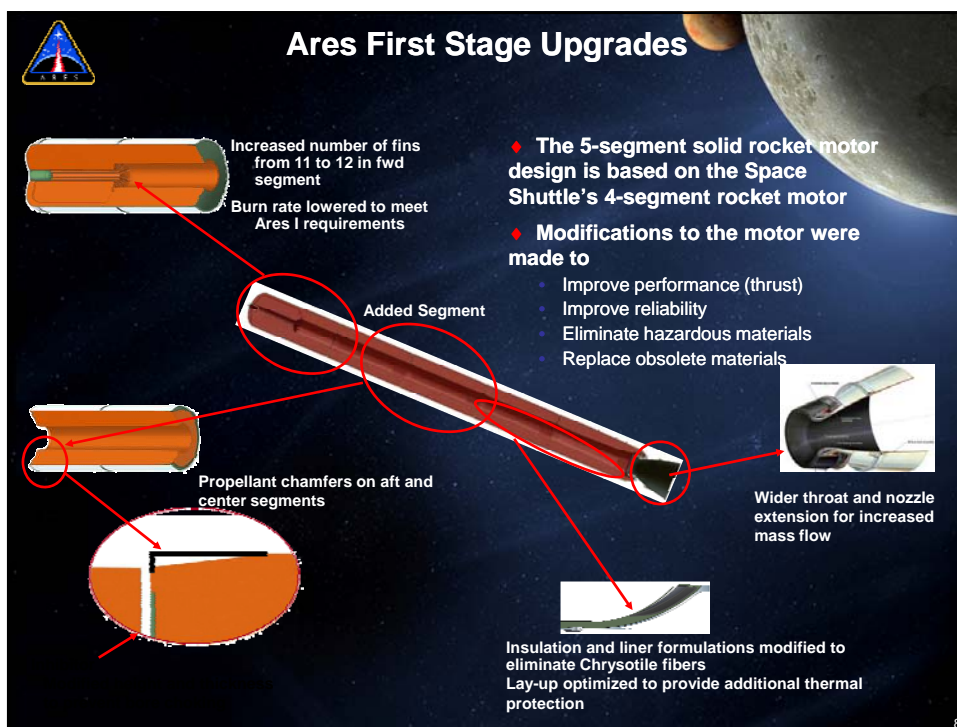 Ares First Stage Upgrades
ARES
Increased number of fins
from 11 to 12 in fwd
segment
Burn rate lowered to meet
Ares I requirements
♦ The 5-segment solid rocket motor
design is based on the Space
Shuttle's 4-segment rocket motor
♦ Modifications to the motor were
made to
• Improve performance (thrust)
• Improve reliability
• Eliminate hazardous materials
• Replace obsolete materials
Added Segment
Propellant chamfers on aft and
center segments
Wider throat and nozzle
extension for increased
mass flow
Insulation and liner formulations modified to
eliminate Chrysotile fibers
Lay-up optimized to provide additional thermal
protection
8